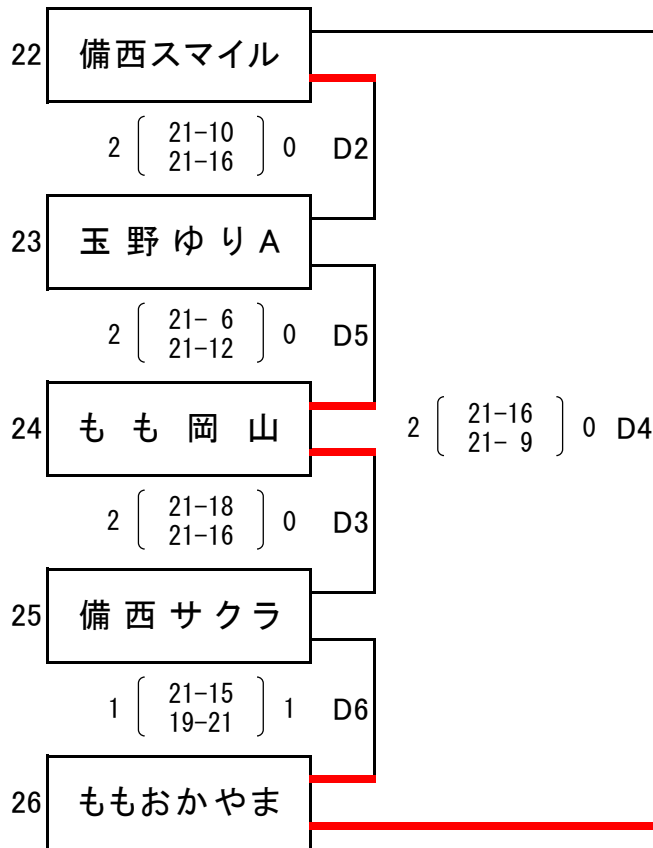 22 備西スマイル
2 ( 21-10 ) 0 D2
21-16
23 玉野ゆりA
2 ( 21- 6 ) 0 D5
21-12
24 もも岡山
2 ( 21-16 ) 0 D4
21- 9
2 ( 21-18 ) 0 D3
21-16
25 備西サクラ
1 ( 21-15 ) 1 D6
19-21
26 ももおかやま